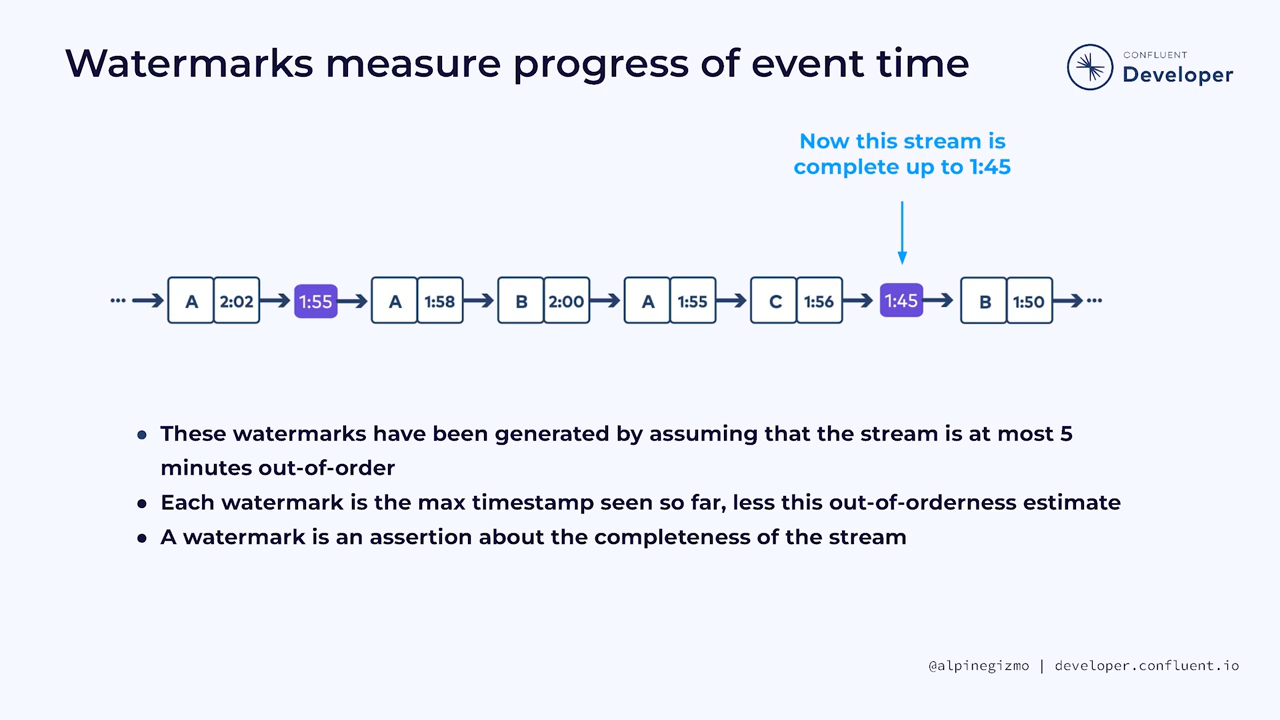 Watermarks measure progress of event time
CONFLUENT
Developer
Now this stream is
complete up to 1:45
... A 2:02 1:55 A 1:58 B 2:00 A 1:55 C 1:56 1:45 B 1:50 ...
• These watermarks have been generated by assuming that the stream is at most 5
minutes out-of-order
• Each watermark is the max timestamp seen so far, less this out-of-orderness estimate
• A watermark is an assertion about the completeness of the stream
@alpinegizmo | developer.confluent.io